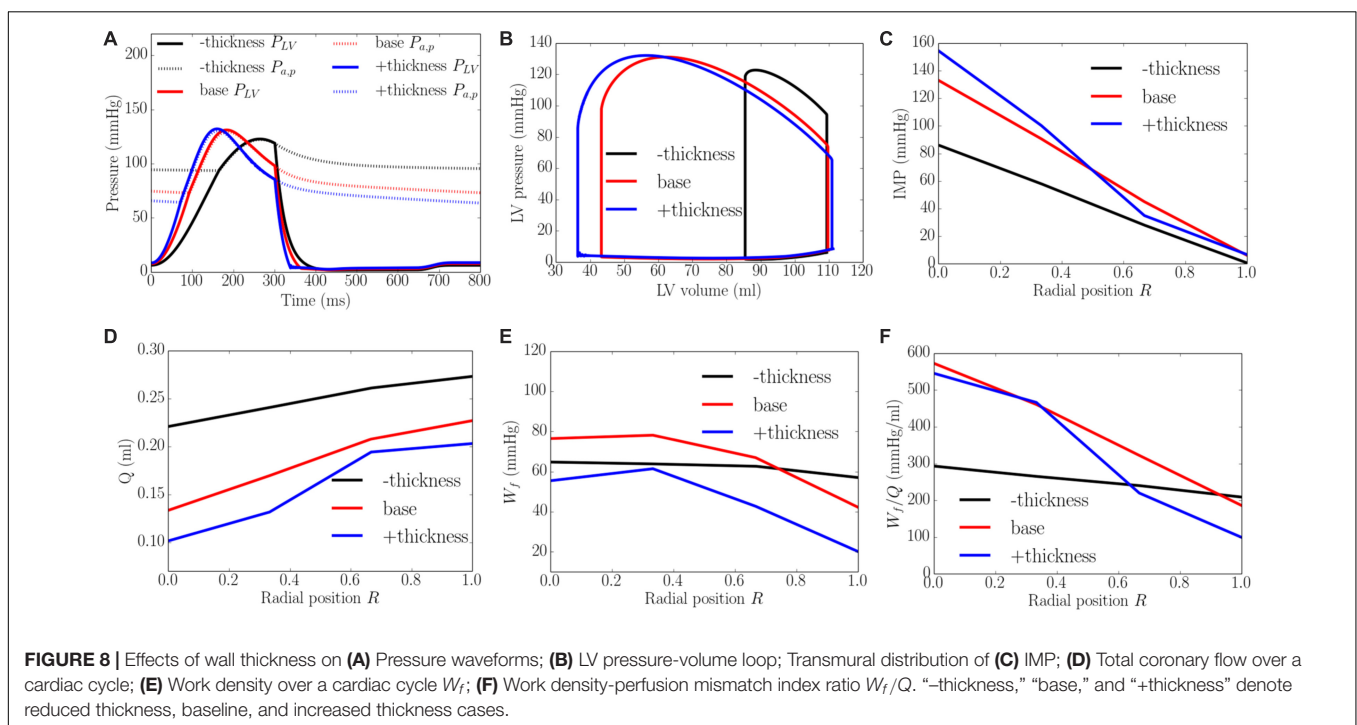 A
-thickness P_LV
-thickness P_a,p
base P_LV
base P_a,p
+thickness P_LV
+thickness P_a,p
Pressure (mmHg)
200
150
100
50
0
0 100 200 300 400 500 600 700 800
Time (ms)
B
LV pressure (mmHg)
140
120
100
80
60
40
20
0
-thickness
base
+thickness
30 40 50 60 70 80 90 100 110 120
LV volume (ml)
C
IMP (mmHg)
160
140
120
100
80
60
40
20
0
-thickness
base
+thickness
0.0 0.2 0.4 0.6 0.8 1.0
Radial position R
D
Q (ml)
0.30
0.25
0.20
0.15
0.10
-thickness
base
+thickness
0.0 0.2 0.4 0.6 0.8 1.0
Radial position R
E
W_f (mmHg)
120
100
80
60
40
20
-thickness
base
+thickness
0.0 0.2 0.4 0.6 0.8 1.0
Radial position R
F
W_f/Q (mmHg/ml)
600
500
400
300
200
100
0
-thickness
base
+thickness
0.0 0.2 0.4 0.6 0.8 1.0
Radial position R
FIGURE 8 | Effects of wall thickness on (A) Pressure waveforms; (B) LV pressure-volume loop; Transmural distribution of (C) IMP; (D) Total coronary flow over a
cardiac cycle; (E) Work density over a cardiac cycle W_f; (F) Work density-perfusion mismatch index ratio W_f/Q. “–thickness,” “base,” and “+thickness” denote
reduced thickness, baseline, and increased thickness cases.